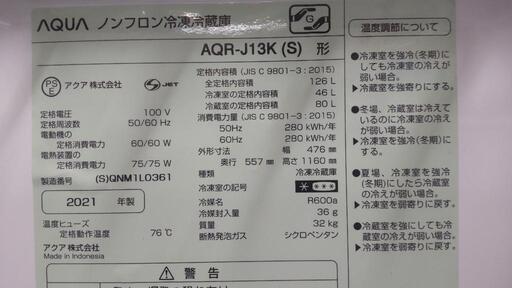 AQUA ノンフロン冷凍冷蔵庫
AQR-J13K (S) 形
PS E
アクア 株式会社
S JET
定格電圧 100 V
定格周波数 50/60 Hz
電動機の
定格消費電力 60/60 W
電熱装置の
定格消費電力 75/75 W
製造番号 (S)QNM1L0361
2021 年製
温度ヒューズ
定格動作温度 76℃
アクア 株式会社
Made in Indonesia
定格内容積 (JIS C 9801-3 : 2015)
全定格内容積 126 L
冷凍室の定格内容積 46 L
冷蔵室の定格内容積 80 L
消費電力量 (JIS C 9801-3 : 2015)
50Hz 280 kWh/年
60Hz 280 kWh/年
外形寸法 幅 476 ㎜
奥行 557 ㎜ 高さ 1160 ㎜
種類 冷凍冷蔵庫
冷凍室の記号
冷媒 R600a
冷媒封入量 36 g
質量 32 kg
断熱発泡ガス シクロペンタン
警告
温度調節について
●冷凍室を強冷(冬期)に
しても冷凍室の冷えが
弱い場合。
▶冷蔵室を強寄りにする。
●冬場、冷蔵室は冷えて
いるのに冷凍室の冷え
が弱い場合。
▶冷凍室を強冷(冬期)に
する。
●夏場、冷凍室を強冷
(冬期)にしたため冷蔵
室の冷えが弱い場合。
▶冷凍室を弱寄りに戻す。
●冷蔵室を強にしても冷
蔵室の冷えが弱い場合。
▶冷凍室を弱寄りに戻す。